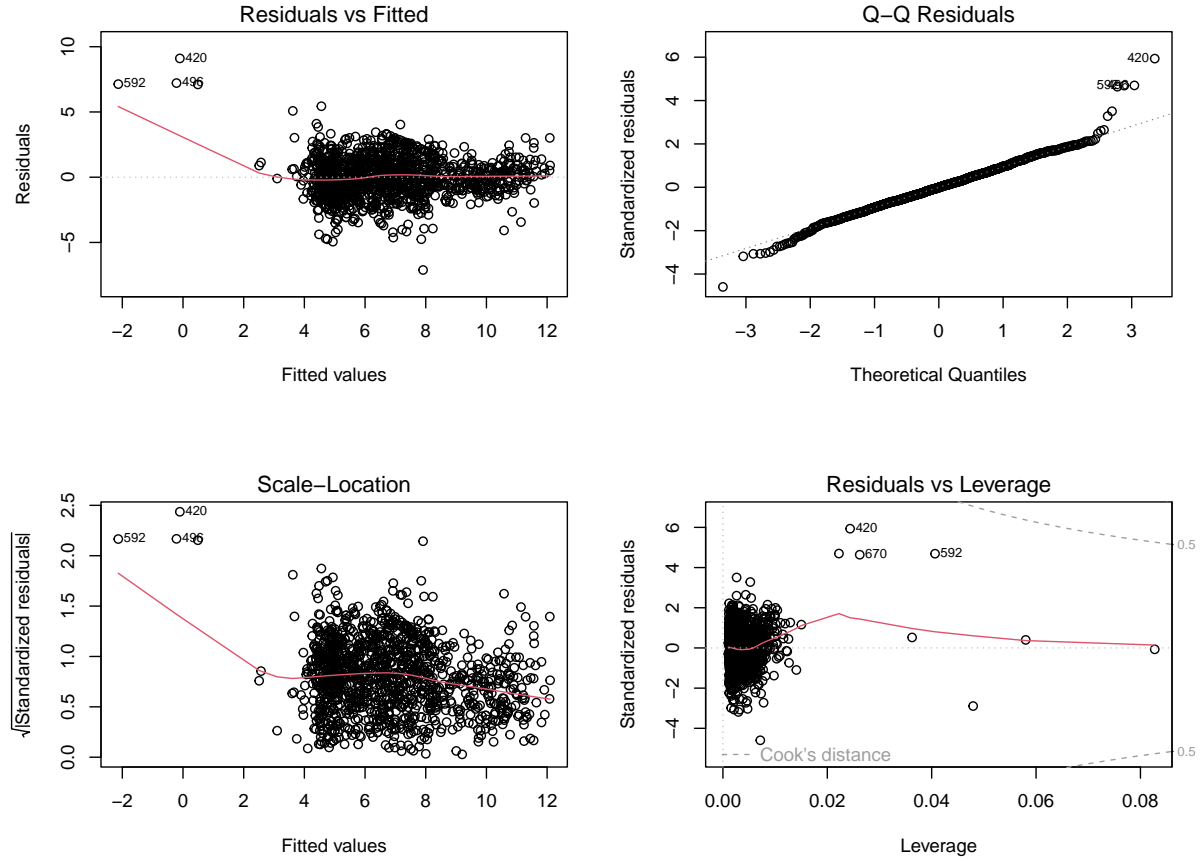 Residuals vs Fitted
Residuals
10
5
0
−5
420
592
496
−2 0 2 4 6 8 10 12
Fitted values
Q−Q Residuals
Standardized residuals
6
4
2
0
−2
−4
420
−3 −2 −1 0 1 2 3
Theoretical Quantiles
Scale−Location
√|Standardized residuals|
2.5
2.0
1.5
1.0
0.5
0.0
420
592
496
−2 0 2 4 6 8 10 12
Fitted values
Residuals vs Leverage
Standardized residuals
6
4
2
0
−2
−4
420
670
592
0.5
0.5
Cook's distance
0.00 0.02 0.04 0.06 0.08
Leverage